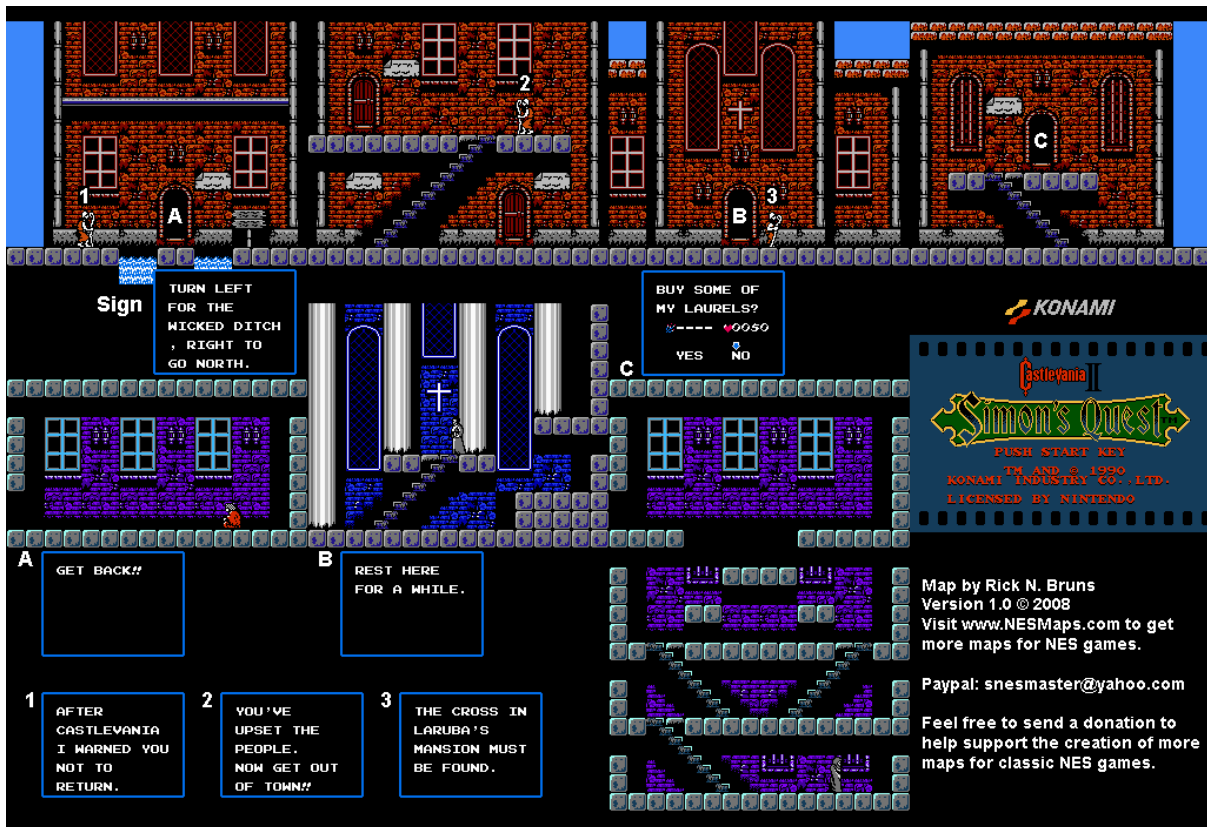 1
2
3
A
B
C
Sign
TURN LEFT
FOR THE
WICKED DITCH
, RIGHT TO
GO NORTH.
C
BUY SOME OF
MY LAURELS?
---- 0050
YES NO
KONAMI
Castlevania II
Simon's Quest TM
PUSH START KEY
TM AND © 1990
KONAMI INDUSTRY CO.,LTD.
LICENSED BY NINTENDO
A
GET BACK!!
B
REST HERE
FOR A WHILE.
1
AFTER
CASTLEVANIA
I WARNED YOU
NOT TO
RETURN.
2
YOU'VE
UPSET THE
PEOPLE.
NOW GET OUT
OF TOWN!!
3
THE CROSS IN
LARUBA'S
MANSION MUST
BE FOUND.
Map by Rick N. Bruns
Version 1.0 © 2008
Visit www.NESMaps.com to get
more maps for NES games.
Paypal: snesmaster@yahoo.com
Feel free to send a donation to
help support the creation of more
maps for classic NES games.